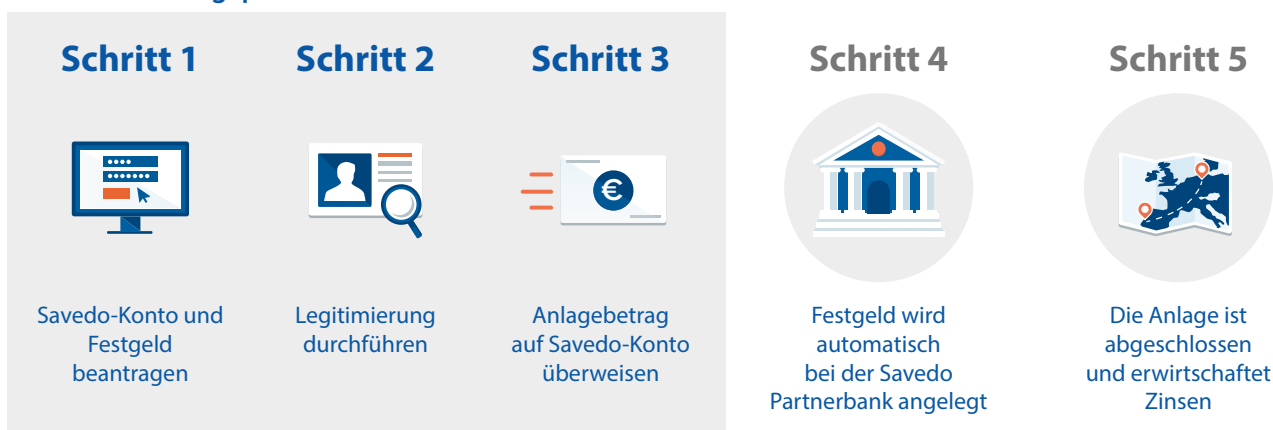 Schritt 1
Savedo-Konto und
Festgeld
beantragen
Schritt 2
Legitimierung
durchführen
Schritt 3
Anlagebetrag
auf Savedo-Konto
überweisen
Schritt 4
Festgeld wird
automatisch
bei der Savedo
Partnerbank angelegt
Schritt 5
Die Anlage ist
abgeschlossen
und erwirtschaftet
Zinsen